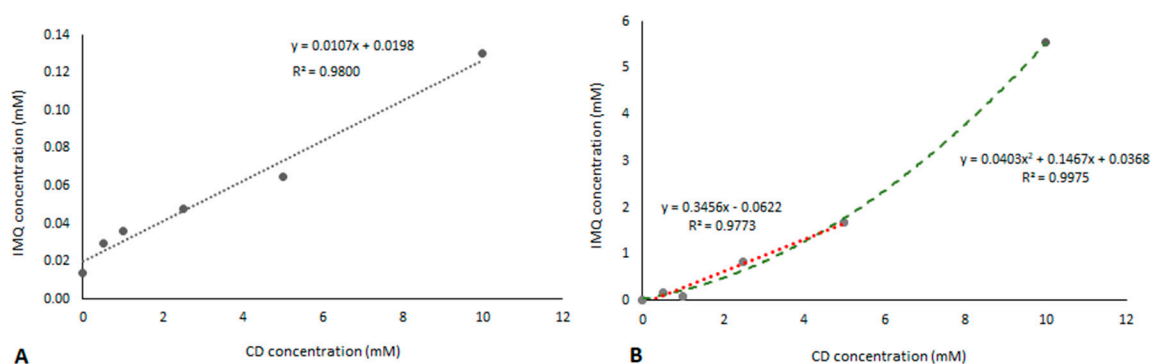 0.14
0.12
0.10
0.08
0.06
0.04
0.02
0.00
IMQ concentration (mM)
y = 0.0107x + 0.0198
R² = 0.9800
0 2 4 6 8 10 12
CD concentration (mM)
A
6
5
4
3
2
1
0
IMQ concentration (mM)
y = 0.3456x - 0.0622
R² = 0.9773
y = 0.0403x² + 0.1467x + 0.0368
R² = 0.9975
0 2 4 6 8 10 12
CD concentration (mM)
B